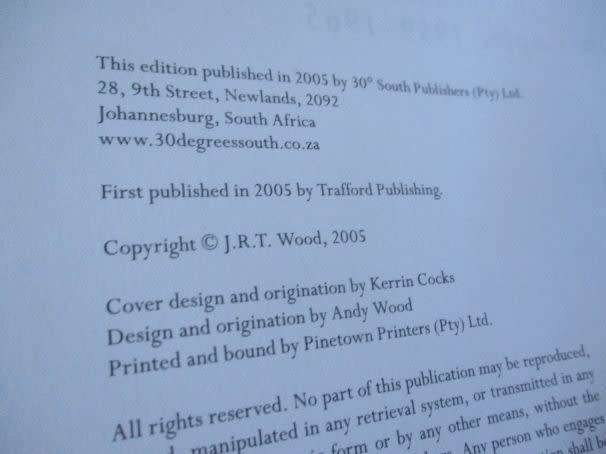 This edition published in 2005 by 30° South Publishers (Pty) Ltd.
28, 9th Street, Newlands, 2092
Johannesburg, South Africa
www.30degreessouth.co.za
First published in 2005 by Trafford Publishing.
Copyright © J.R.T. Wood, 2005
Cover design and origination by Kerrin Cocks
Design and origination by Andy Wood
Printed and bound by Pinetown Printers (Pty) Ltd.
All rights reserved. No part of this publication may be reproduced,
manipulated in any retrieval system, or transmitted in any
form or by any other means, without the
Any person who engages
shall be